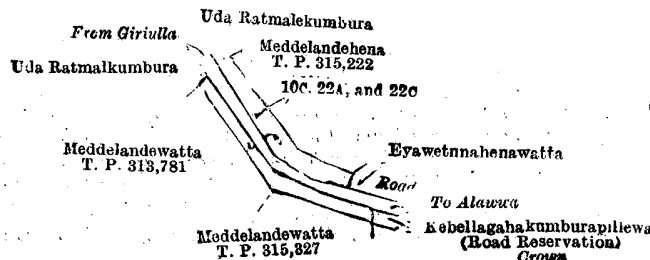 Uda Ratmalekumbura
From Giriulla
Meddelandehena
T. P. 315,222
Uda Ratmalkumbura
10C. 22A, and 22C
Meddelandewatta
T. P. 313,781
Eyawetnnahenawatta
Road
To Alawwa
Meddelandewatta
T. P. 315,327
Kebellagahakumburapillewa
(Road Reservation)
Crown